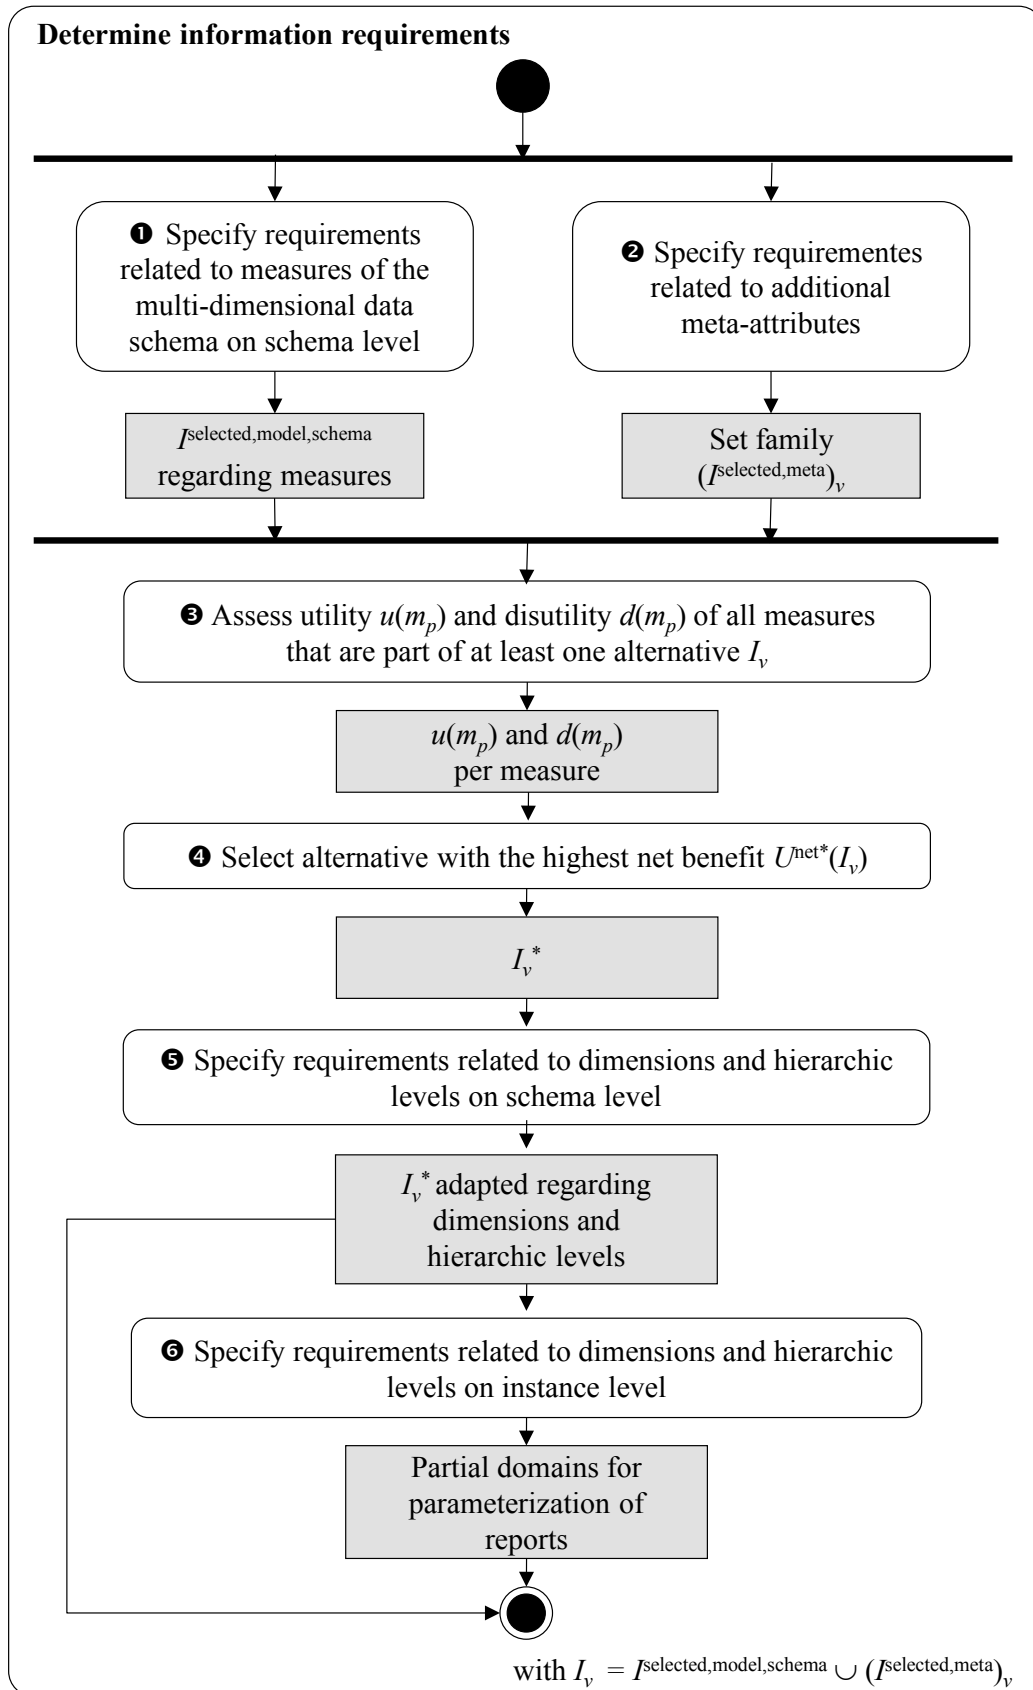 Determine information requirements
❶ Specify requirements
related to measures of the
multi-dimensional data
schema on schema level
❷ Specify requirementes
related to additional
meta-attributes
I^selected,model,schema
regarding measures
Set family
(I^selected,meta)_v
❸ Assess utility u(m_p) and disutility d(m_p) of all measures
that are part of at least one alternative I_v
u(m_p) and d(m_p)
per measure
❹ Select alternative with the highest net benefit U^net*(I_v)
I_v^*
❺ Specify requirements related to dimensions and hierarchic
levels on schema level
I_v^* adapted regarding
dimensions and
hierarchic levels
❻ Specify requirements related to dimensions and hierarchic
levels on instance level
Partial domains for
parameterization of
reports
with I_v = I^selected,model,schema ∪ (I^selected,meta)_v